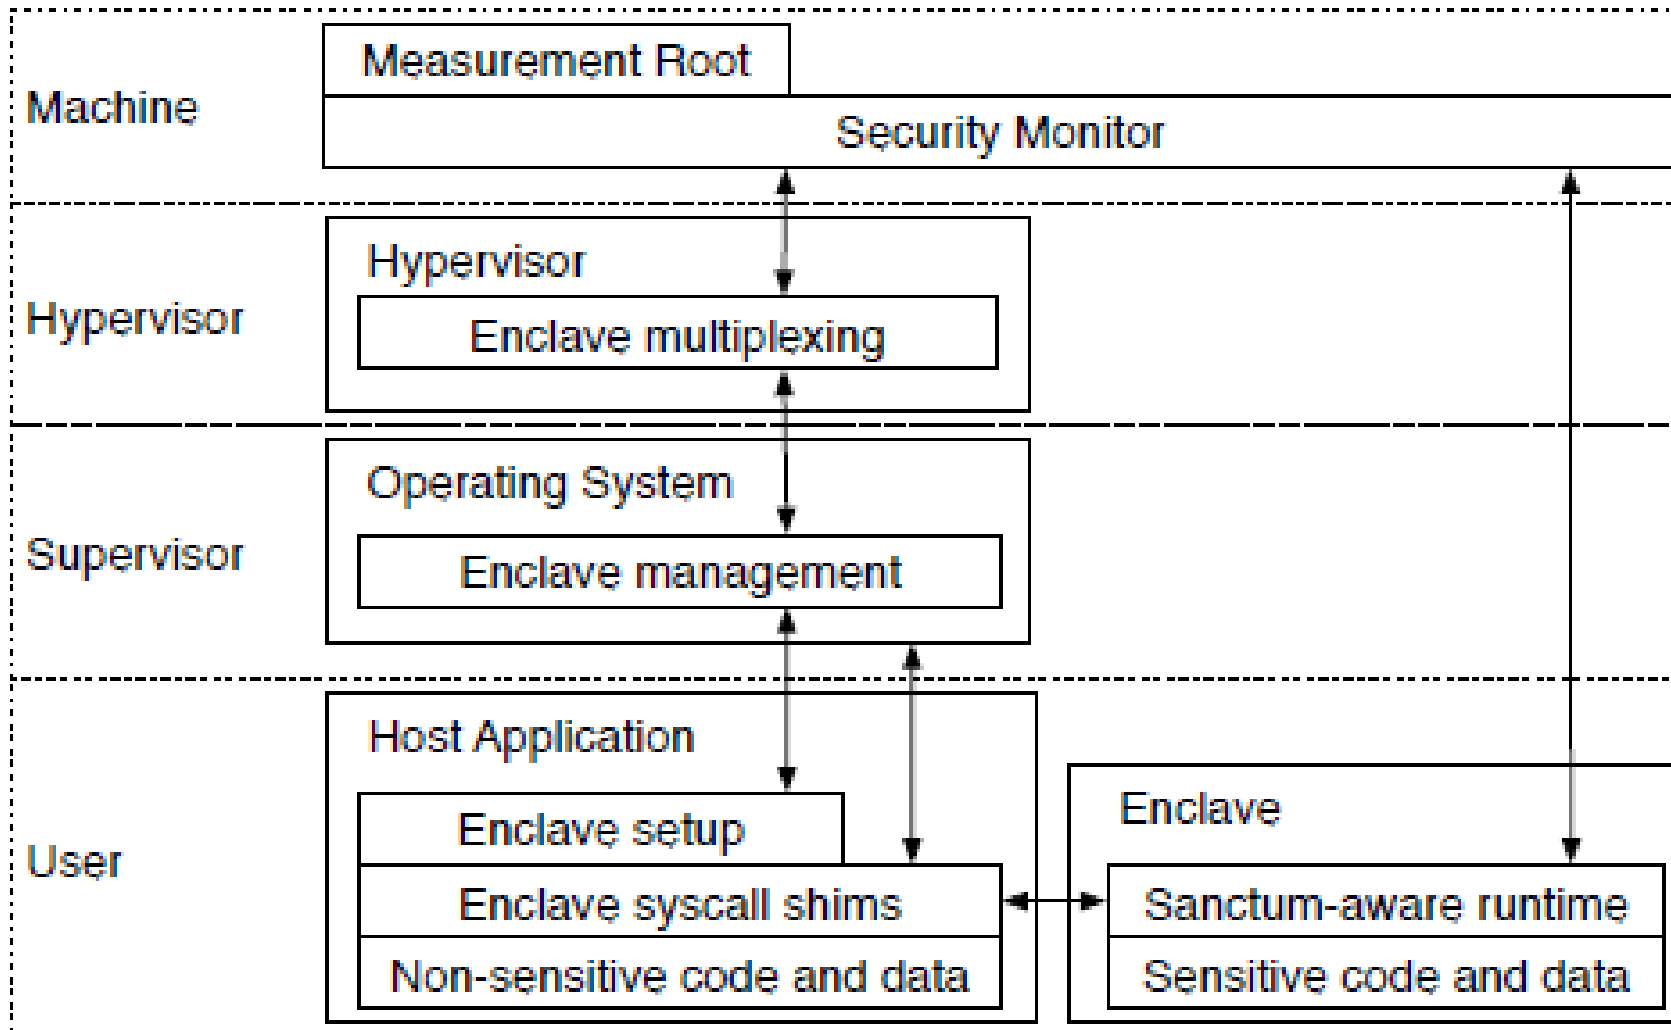 Measurement Root
Machine
Security Monitor
Hypervisor
Hypervisor
Enclave multiplexing
Operating System
Supervisor
Enclave management
Host Application
Enclave
Enclave setup
User
Enclave syscall shims
Sanctum-aware runtime
Non-sensitive code and data
Sensitive code and data